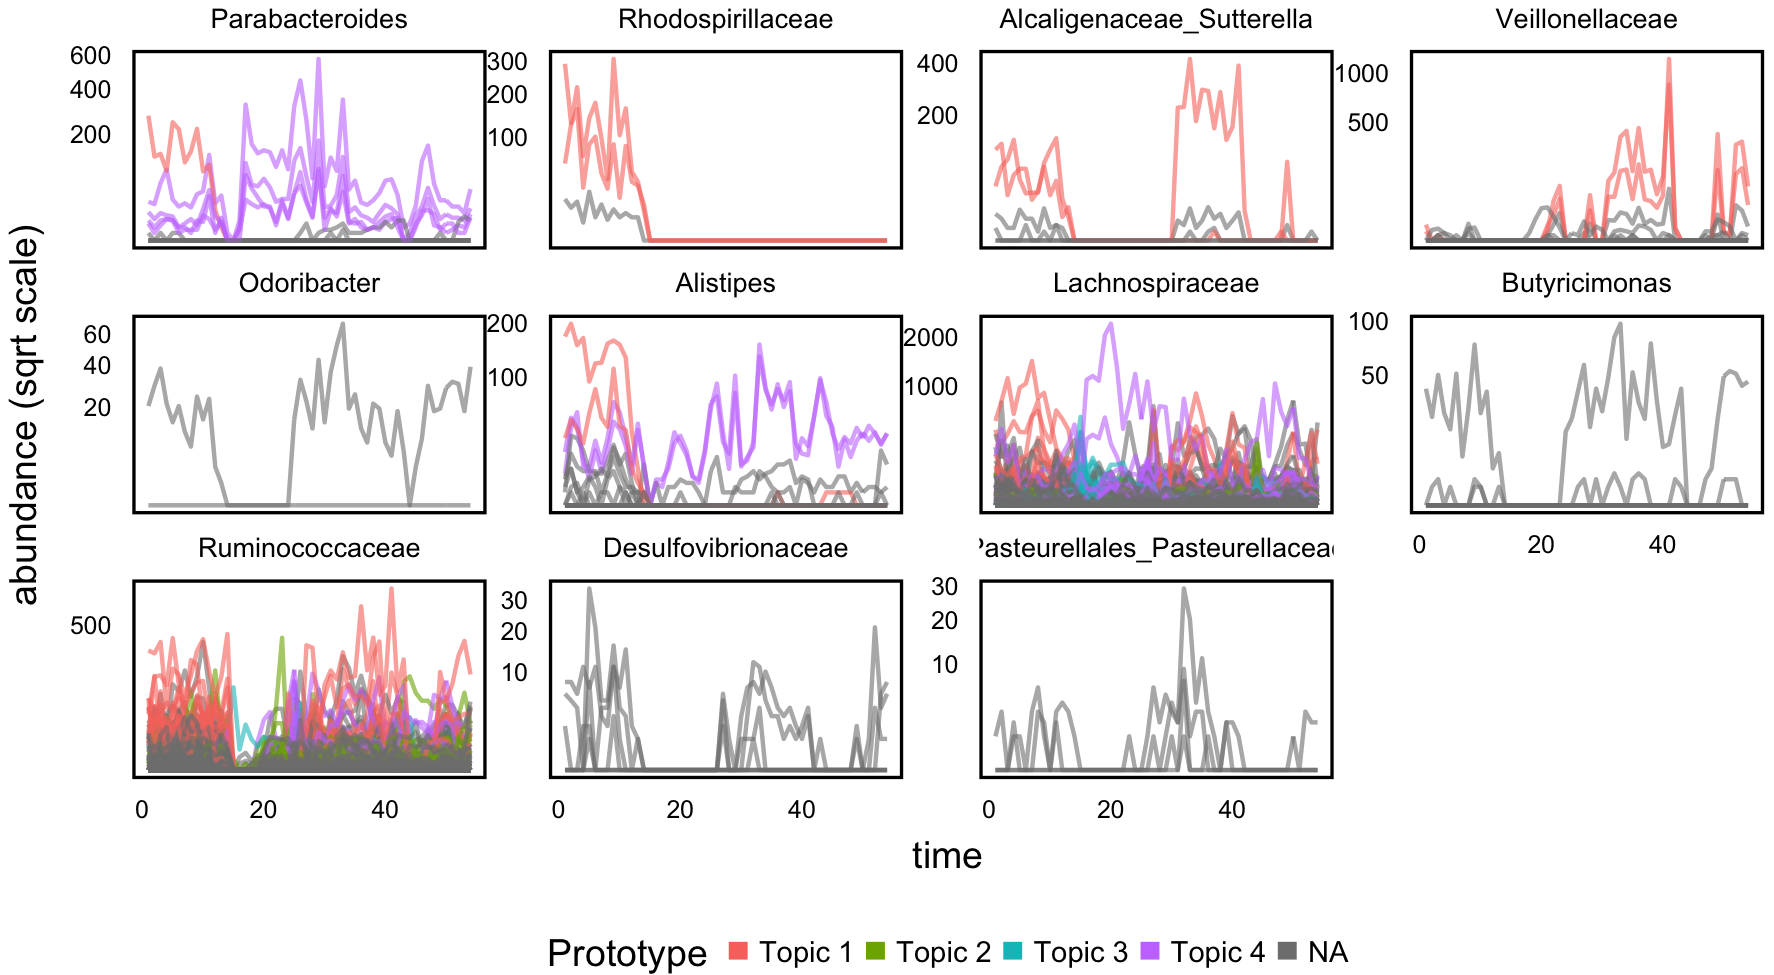 Parabacteroides
Rhodospirillaceae
Alcaligenaceae_Sutterella
Veillonellaceae
600
400
200
300
200
100
400
200
1000
500
Odoribacter
Alistipes
Lachnospiraceae
Butyricimonas
60
40
20
200
100
2000
1000
100
50
0 20 40
Ruminococcaceae
Desulfovibrionaceae
Pasteurellales_Pasteurellaceae
500
30
20
10
30
20
10
0 20 40
0 20 40
0 20 40
abundance (sqrt scale)
time
Prototype Topic 1 Topic 2 Topic 3 Topic 4 NA